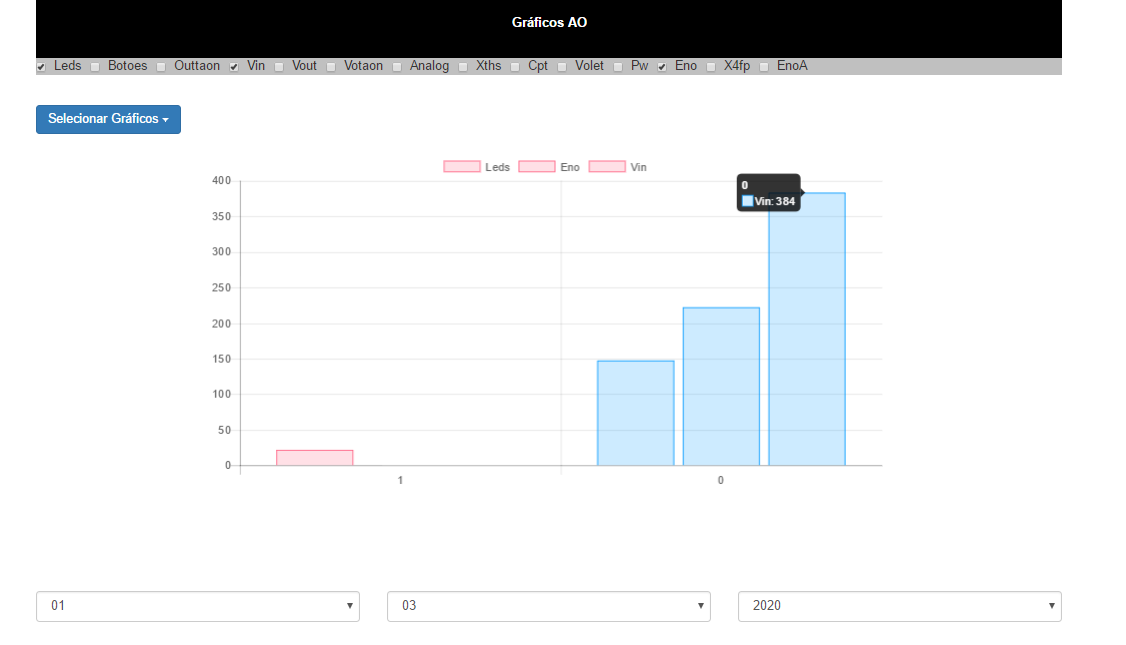 Gráficos AO
Leds Botoes Outtaon Vin Vout Votaon Analog Xths Cpt Volet Pw Eno X4fp EnoA
Selecionar Gráficos
Leds Eno Vin
400
0
Vin: 384
350
300
250
200
150
100
50
0
1 0
01 03 2020